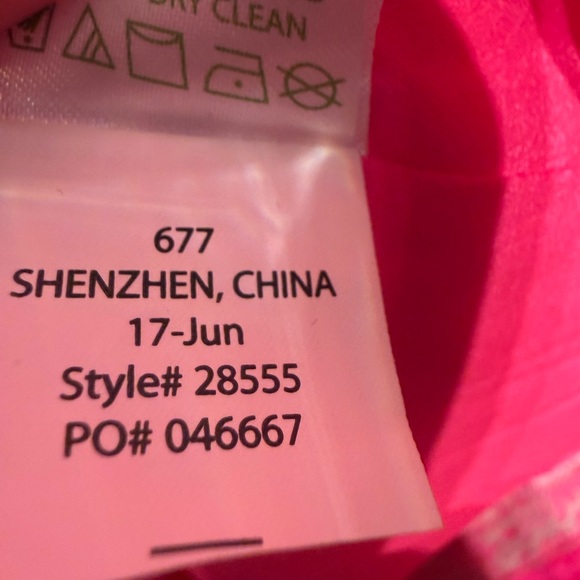 DRY CLEAN
677
SHENZHEN, CHINA
17-Jun
Style# 28555
PO# 046667